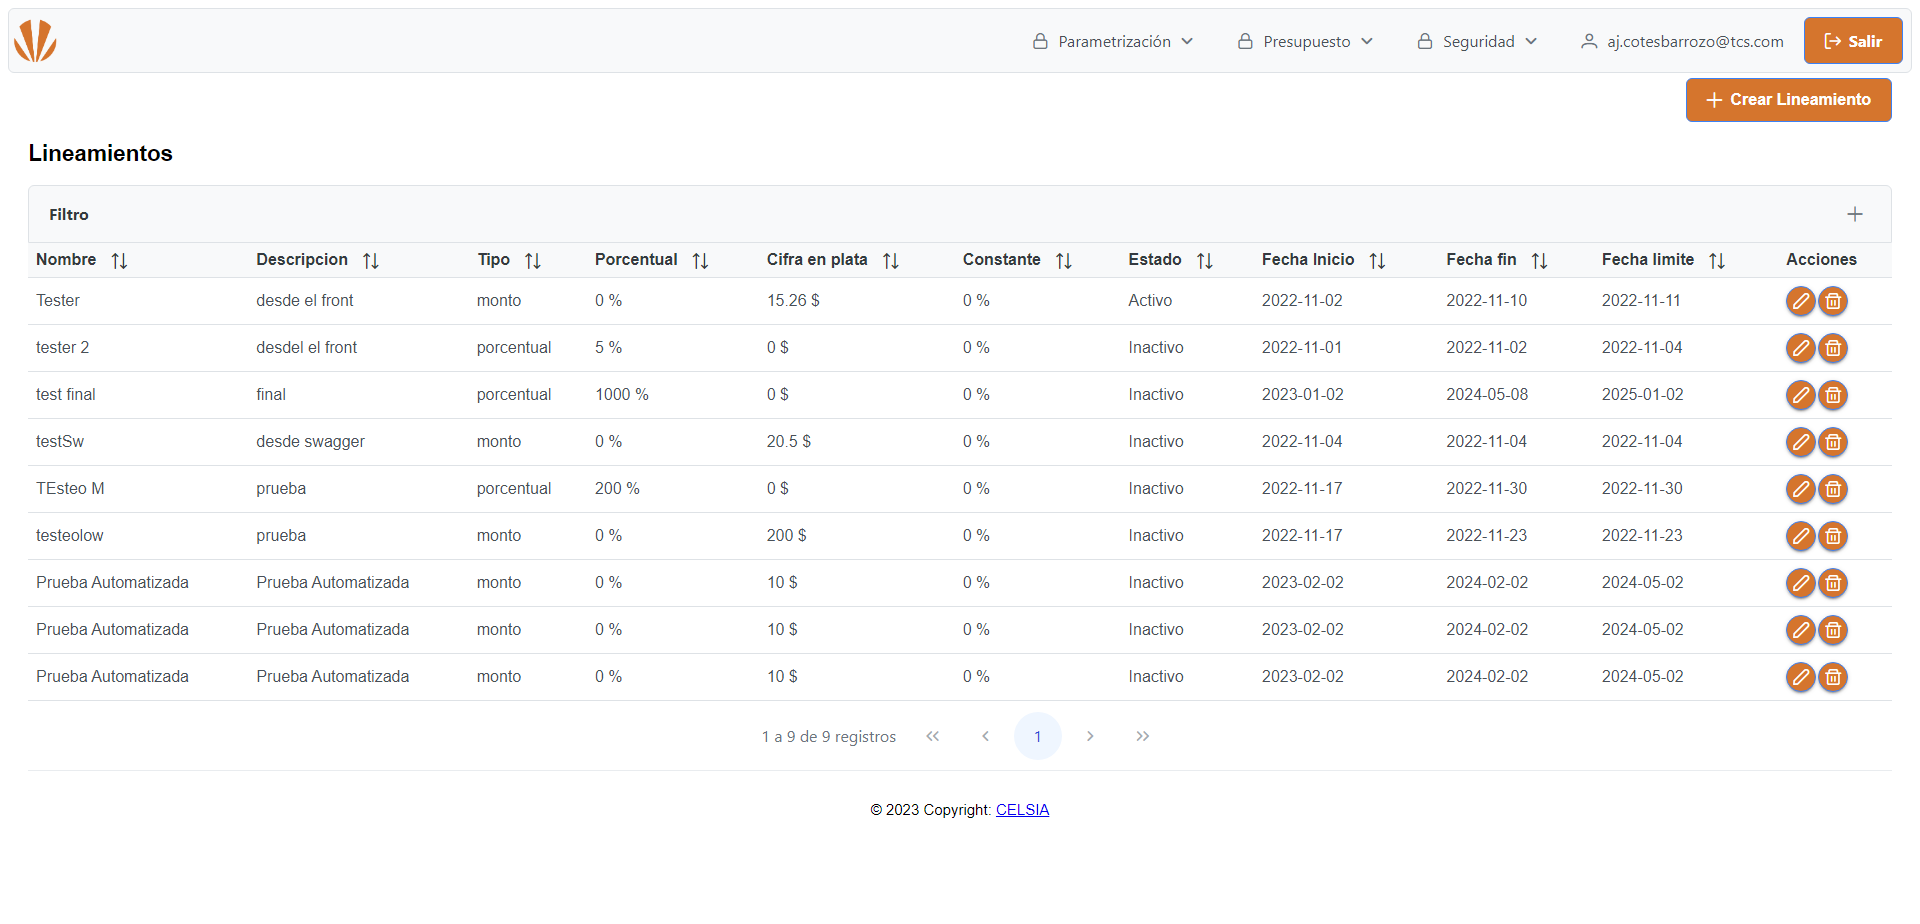 Parametrización Presupuesto Seguridad aj.cotesbarrozo@tcs.com Salir
Crear Lineamiento
Lineamientos
Filtro
Nombre Descripcion Tipo Porcentual Cifra en plata Constante Estado Fecha Inicio Fecha fin Fecha limite Acciones
Tester desde el front monto 0 % 15.26 $ 0 % Activo 2022-11-02 2022-11-10 2022-11-11
tester 2 desdel el front porcentual 5 % 0 $ 0 % Inactivo 2022-11-01 2022-11-02 2022-11-04
test final final porcentual 1000 % 0 $ 0 % Inactivo 2023-01-02 2024-05-08 2025-01-02
testSw desde swagger monto 0 % 20.5 $ 0 % Inactivo 2022-11-04 2022-11-04 2022-11-04
TEsteo M prueba porcentual 200 % 0 $ 0 % Inactivo 2022-11-17 2022-11-30 2022-11-30
testeolow prueba monto 0 % 200 $ 0 % Inactivo 2022-11-17 2022-11-23 2022-11-23
Prueba Automatizada Prueba Automatizada monto 0 % 10 $ 0 % Inactivo 2023-02-02 2024-02-02 2024-05-02
Prueba Automatizada Prueba Automatizada monto 0 % 10 $ 0 % Inactivo 2023-02-02 2024-02-02 2024-05-02
Prueba Automatizada Prueba Automatizada monto 0 % 10 $ 0 % Inactivo 2023-02-02 2024-02-02 2024-05-02
1 a 9 de 9 registros 1
© 2023 Copyright: CELSIA